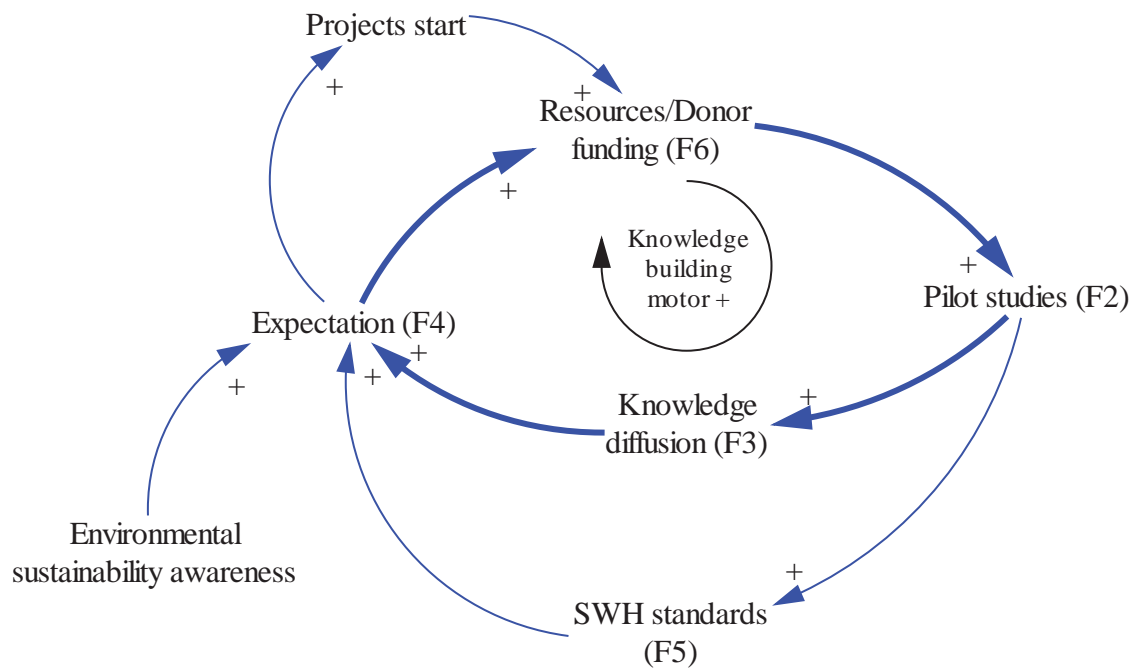 Projects start
+
+
Resources/Donor
funding (F6)
+
Knowledge
building
motor +
+
Pilot studies (F2)
Expectation (F4)
+
+
+
+
Knowledge
diffusion (F3)
Environmental
sustainability awareness
+
SWH standards
(F5)